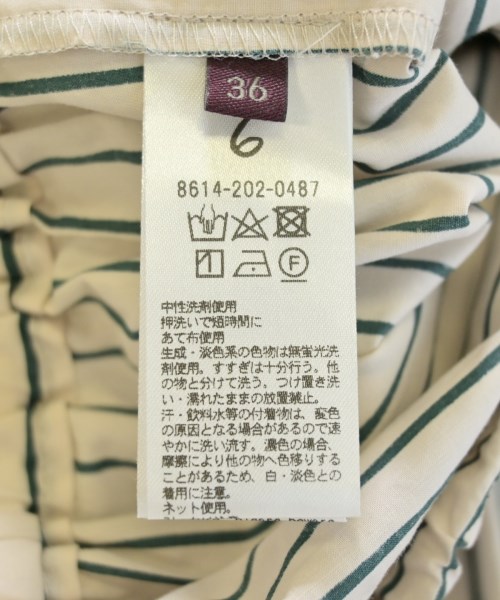 36
6
8614-202-0487
F
中性洗剤使用
押洗いで短時間に
あて布使用
生成・淡色系の色物は無蛍光洗
剤使用。すすぎは十分行う。他
の物と分けて洗う。つけ置き洗
い・濡れたままの放置禁止。
汗・飲料水等の付着物は、変色
の原因となる場合があるので速
やかに洗い流す。濃色の場合、
摩擦により他の物へ色移りする
ことがあるため、白・淡色との
着用に注意。
ネット使用。